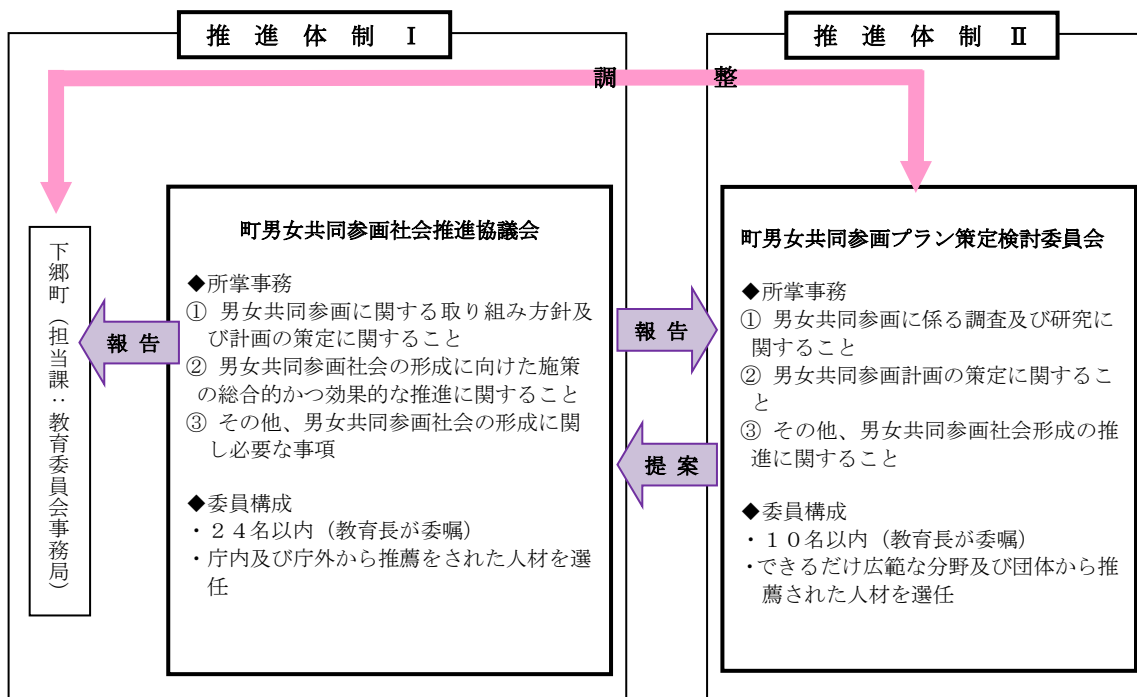 推 進 体 制 Ⅰ
推 進 体 制 Ⅱ
調 整
下郷町（担当課：教育委員会事務局）
報 告
町男女共同参画社会推進協議会
◆所掌事務
① 男女共同参画に関する取り組み方針及
び計画の策定に関すること
② 男女共同参画社会の形成に向けた施策
の総合的かつ効果的な推進に関すること
③ その他、男女共同参画社会の形成に関
し必要な事項
◆委員構成
・２４名以内（教育長が委嘱）
・庁内及び庁外から推薦をされた人材を選
任
報 告
提 案
町男女共同参画プラン策定検討委員会
◆所掌事務
① 男女共同参画に係る調査及び研究に
関すること
② 男女共同参画計画の策定に関するこ
と
③ その他、男女共同参画社会形成の推
進に関すること
◆委員構成
・１０名以内（教育長が委嘱）
・できるだけ広範な分野及び団体から推
薦された人材を選任